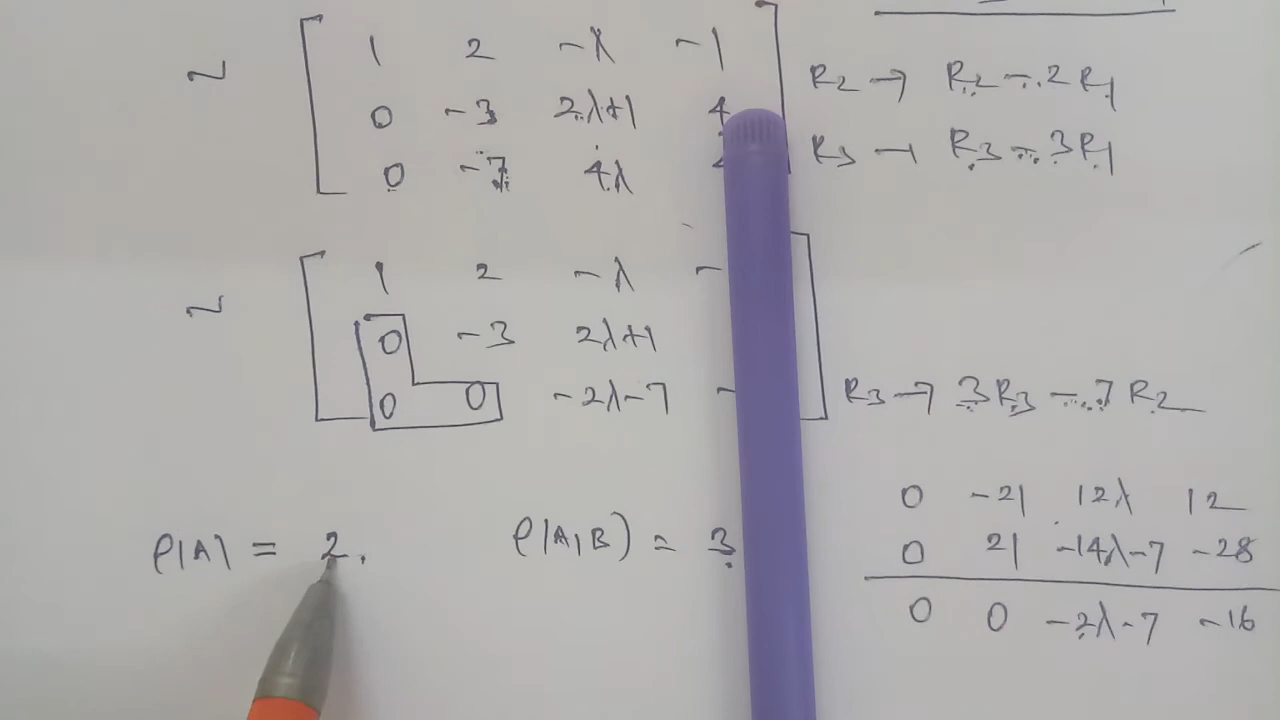 ~ 1 2 -λ -1 R2 → R2 - 2R1
0 -3 2λ+1 4 R3 → R3 - 3R1
0 -7 4λ
~ 1 2 -λ -
0 -3 2λ+1
0 0 -2λ-7 - R3 → 3R3 - 7R2
0 -21 12λ 12
ρ(A) = 2. ρ(A,B) = 3
0 21 -14λ-7 -28
0 0 -2λ-7 -16